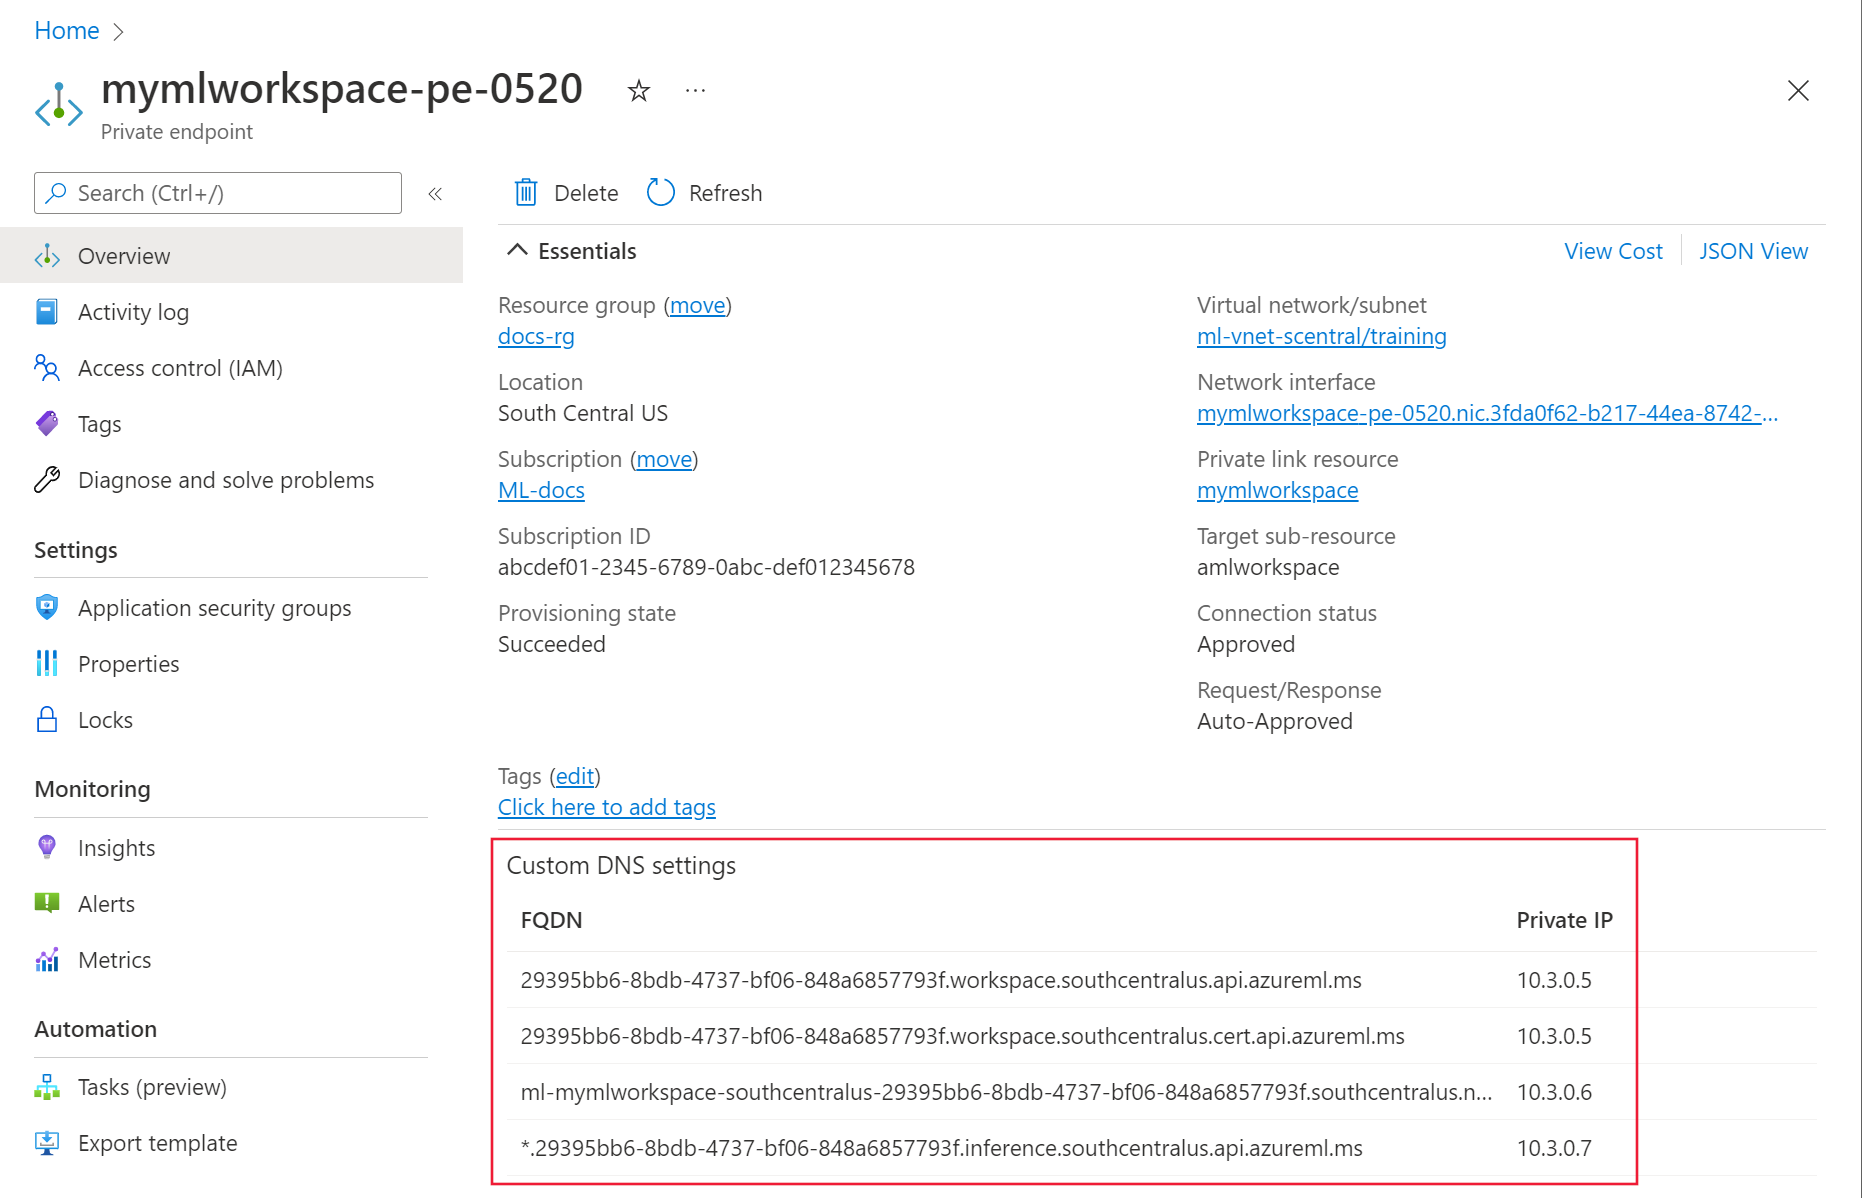 Home
mymlworkspace-pe-0520
Private endpoint
Search (Ctrl+/)
Overview
Activity log
Access control (IAM)
Tags
Diagnose and solve problems
Settings
Application security groups
Properties
Locks
Monitoring
Insights
Alerts
Metrics
Automation
Tasks (preview)
Export template
Delete Refresh
Essentials
View Cost JSON View
Resource group (move)
docs-rg
Location
South Central US
Subscription (move)
ML-docs
Subscription ID
abcdef01-2345-6789-0abc-def012345678
Provisioning state
Succeeded
Virtual network/subnet
ml-vnet-scentral/training
Network interface
mymlworkspace-pe-0520.nic.3fda0f62-b217-44ea-8742-...
Private link resource
mymlworkspace
Target sub-resource
amlworkspace
Connection status
Approved
Request/Response
Auto-Approved
Tags (edit)
Click here to add tags
Custom DNS settings
FQDN Private IP
29395bb6-8bdb-4737-bf06-848a6857793f.workspace.southcentralus.api.azureml.ms 10.3.0.5
29395bb6-8bdb-4737-bf06-848a6857793f.workspace.southcentralus.cert.api.azureml.ms 10.3.0.5
ml-mymlworkspace-southcentralus-29395bb6-8bdb-4737-bf06-848a6857793f.southcentralus.n... 10.3.0.6
*.29395bb6-8bdb-4737-bf06-848a6857793f.inference.southcentralus.api.azureml.ms 10.3.0.7